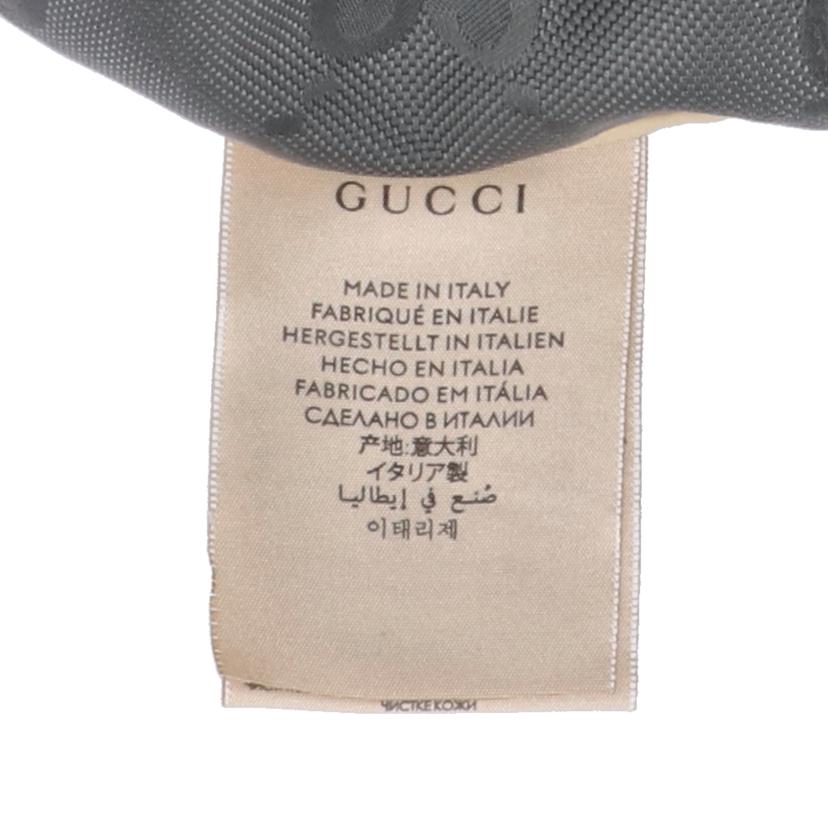 GUCCI
MADE IN ITALY
FABRIQUÉ EN ITALIE
HERGESTELLT IN ITALIEN
HECHO EN ITALIA
FABRICADO EM ITÁLIA
СДЕЛАНО В ИТАЛИИ
产地:意大利
イタリア製
صُنع في إيطاليا
이태리제
ЧИСТКЕ КОЖИ